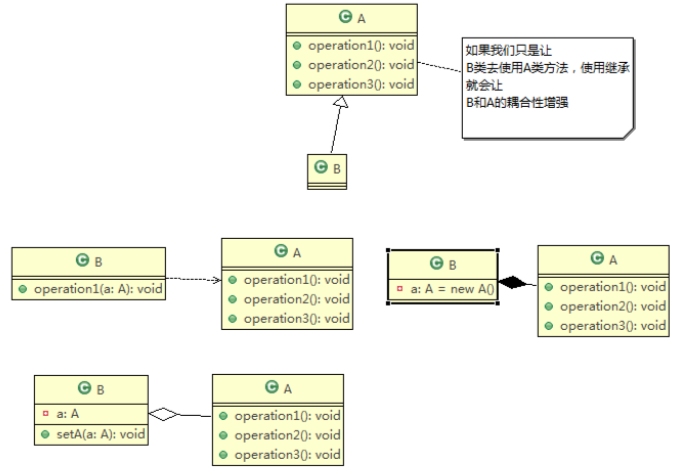 A
operation1(): void
operation2(): void
operation3(): void
如果我们只是让
B类去使用A类方法，使用继承
就会让
B和A的耦合性增强
B
B
operation1(a: A): void
A
operation1(): void
operation2(): void
operation3(): void
B
a: A = new A()
A
operation1(): void
operation2(): void
operation3(): void
B
a: A
setA(a: A): void
A
operation1(): void
operation2(): void
operation3(): void